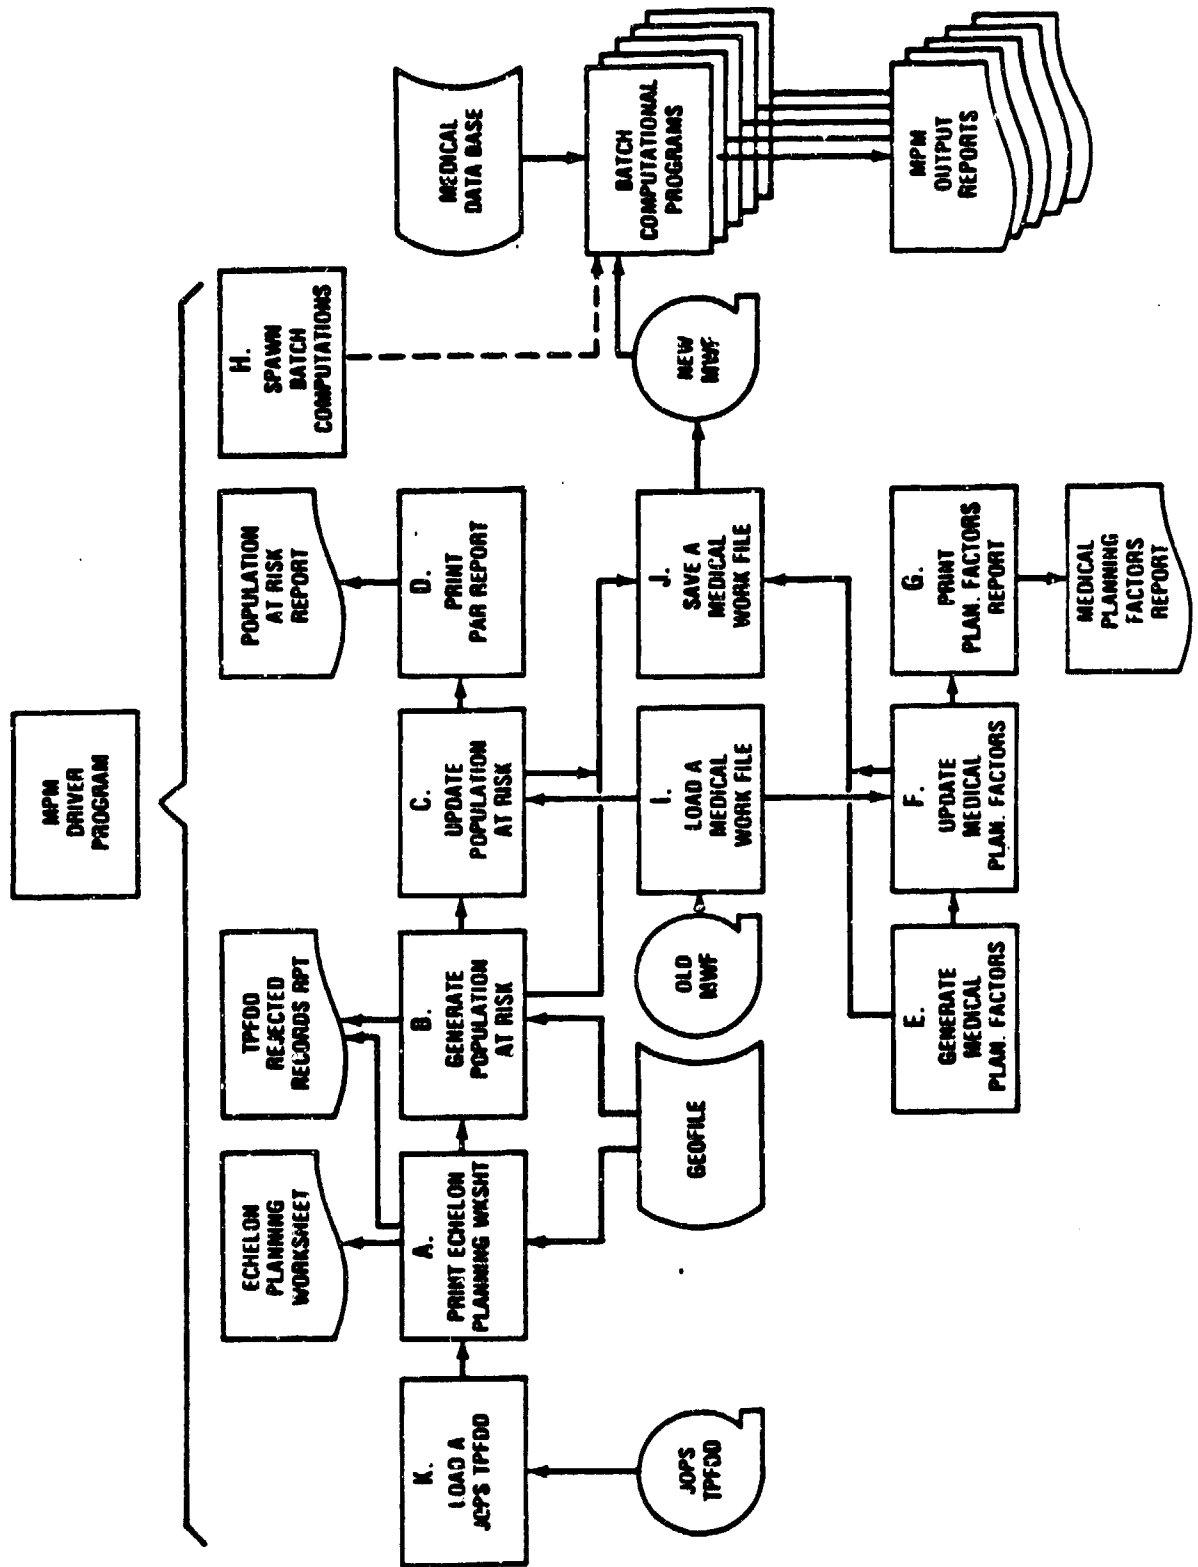 MPM
DRIVER
PROGRAM
ECHELON
PLANNING
WORKSHEET
TPFDD
REJECTED
RECORDS RPT
POPULATION
AT RISK
REPORT
H.
SPAWN
BATCH
COMPUTATIONS
K.
LOAD A
JOPS TPFDD
A.
PRINT ECHELON
PLANNING WKSHT
B.
GENERATE
POPULATION
AT RISK
C.
UPDATE
POPULATION
AT RISK
D.
PRINT
PAR REPORT
MEDICAL
DATA BASE
JOPS
TPFDD
GEOFILE
OLD
MWF
I.
LOAD A
MEDICAL
WORK FILE
J.
SAVE A
MEDICAL
WORK FILE
NEW
MWF
BATCH
COMPUTATIONAL
PROGRAMS
E.
GENERATE
MEDICAL
PLAN. FACTORS
F.
UPDATE
MEDICAL
PLAN. FACTORS
G.
PRINT
PLAN. FACTORS
REPORT
MPM
OUTPUT
REPORTS
MEDICAL
PLANNING
FACTORS
REPORT